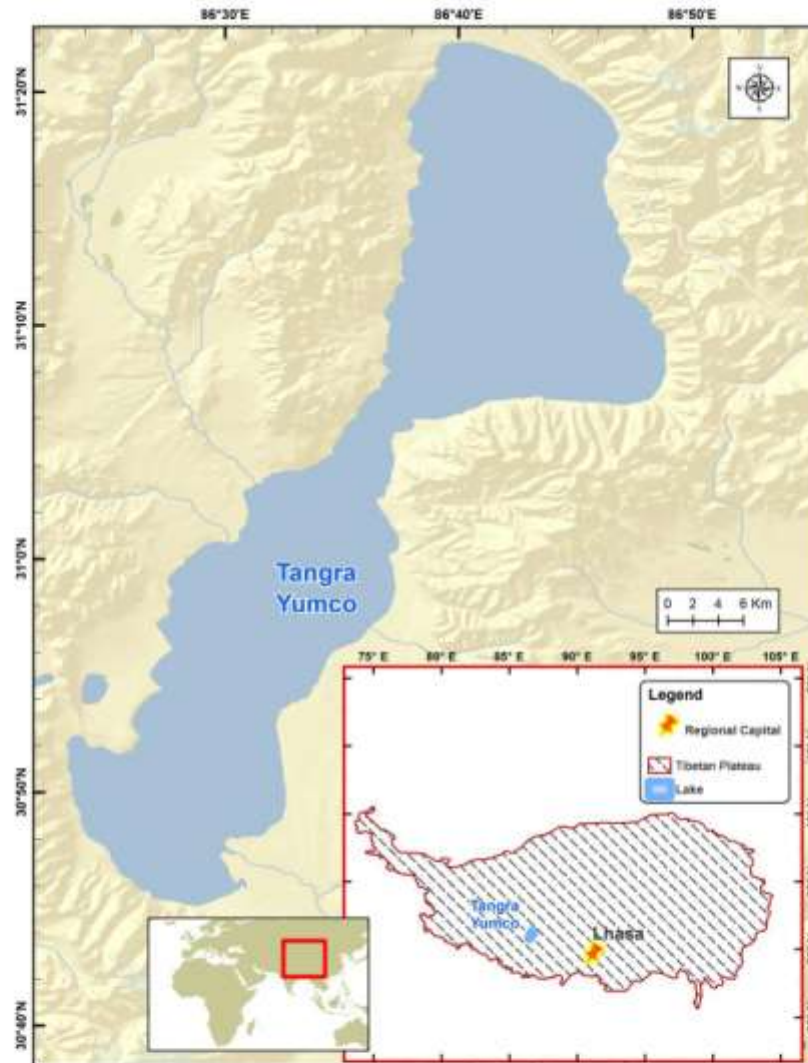 86°30'E 86°40'E 86°50'E
31°20'N
31°10'N
31°0'N
30°50'N
30°40'N
N
Tangra
Yumco
0 2 4 6 Km
75° E 80° E 85° E 90° E 95° E 100° E 105° E
Legend
Regional Capital
Tibetan Plateau
Lake
Tangra
Yumco
Lhasa